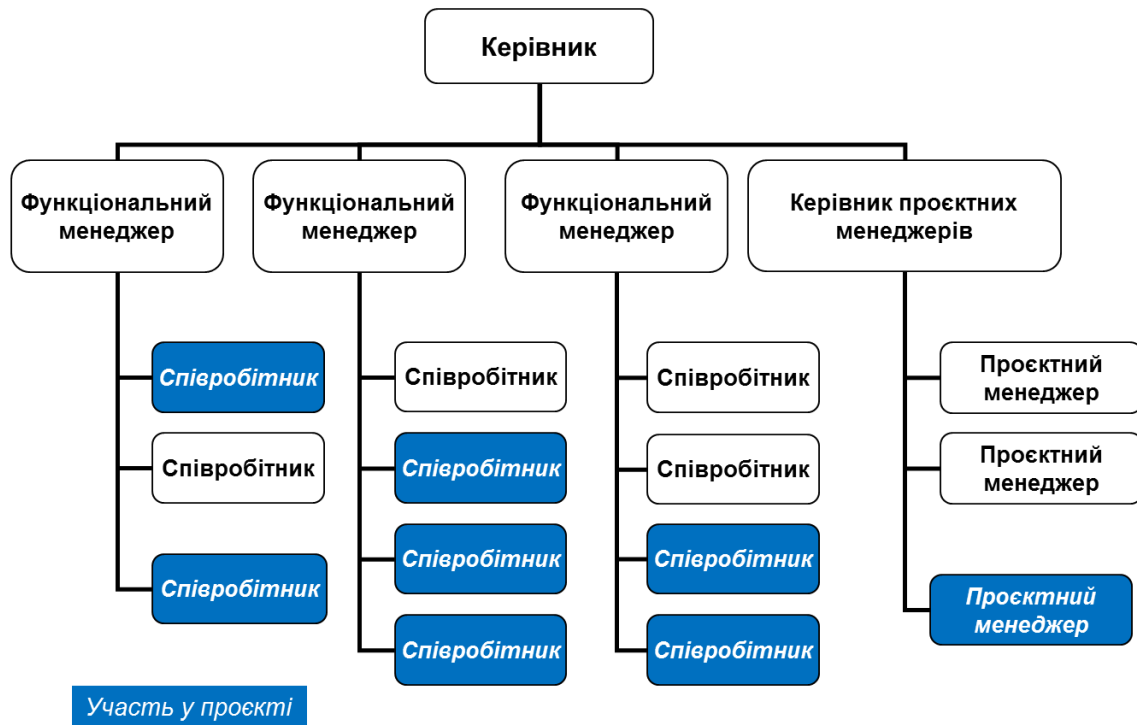 Керівник
Функціональний
менеджер
Функціональний
менеджер
Функціональний
менеджер
Керівник проєктних
менеджерів
Співробітник
Співробітник
Співробітник
Співробітник
Співробітник
Співробітник
Співробітник
Співробітник
Співробітник
Співробітник
Співробітник
Проєктний
менеджер
Проєктний
менеджер
Проєктний
менеджер
Участь у проєкті